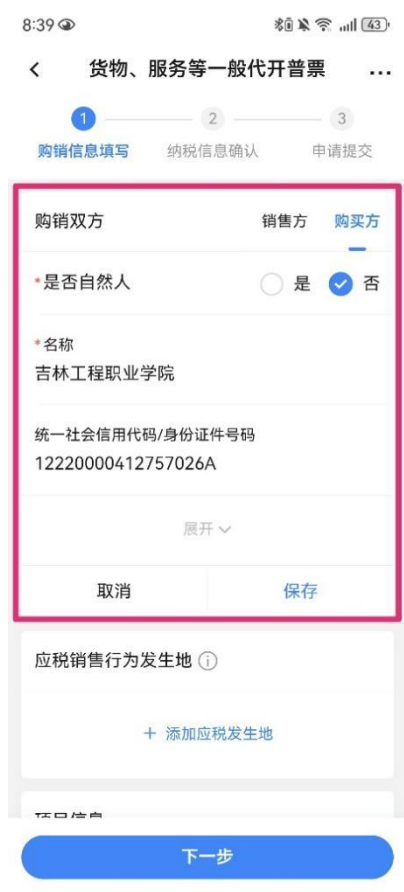 8:39
43
货物、服务等一般代开普票
...
1
2
3
购销信息填写
纳税信息确认
申请提交
购销双方
销售方
购买方
*是否自然人
是
否
*名称
吉林工程职业学院
统一社会信用代码/身份证件号码
12220000412757026A
展开
取消
保存
应税销售行为发生地
+ 添加应税发生地
项目信息
下一步